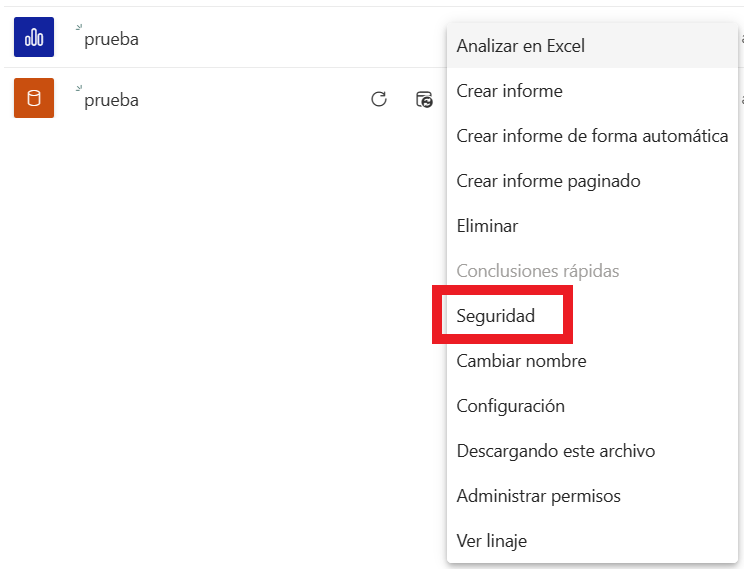 prueba
prueba
Analizar en Excel
Crear informe
Crear informe de forma automática
Crear informe paginado
Eliminar
Conclusiones rápidas
Seguridad
Cambiar nombre
Configuración
Descargando este archivo
Administrar permisos
Ver linaje